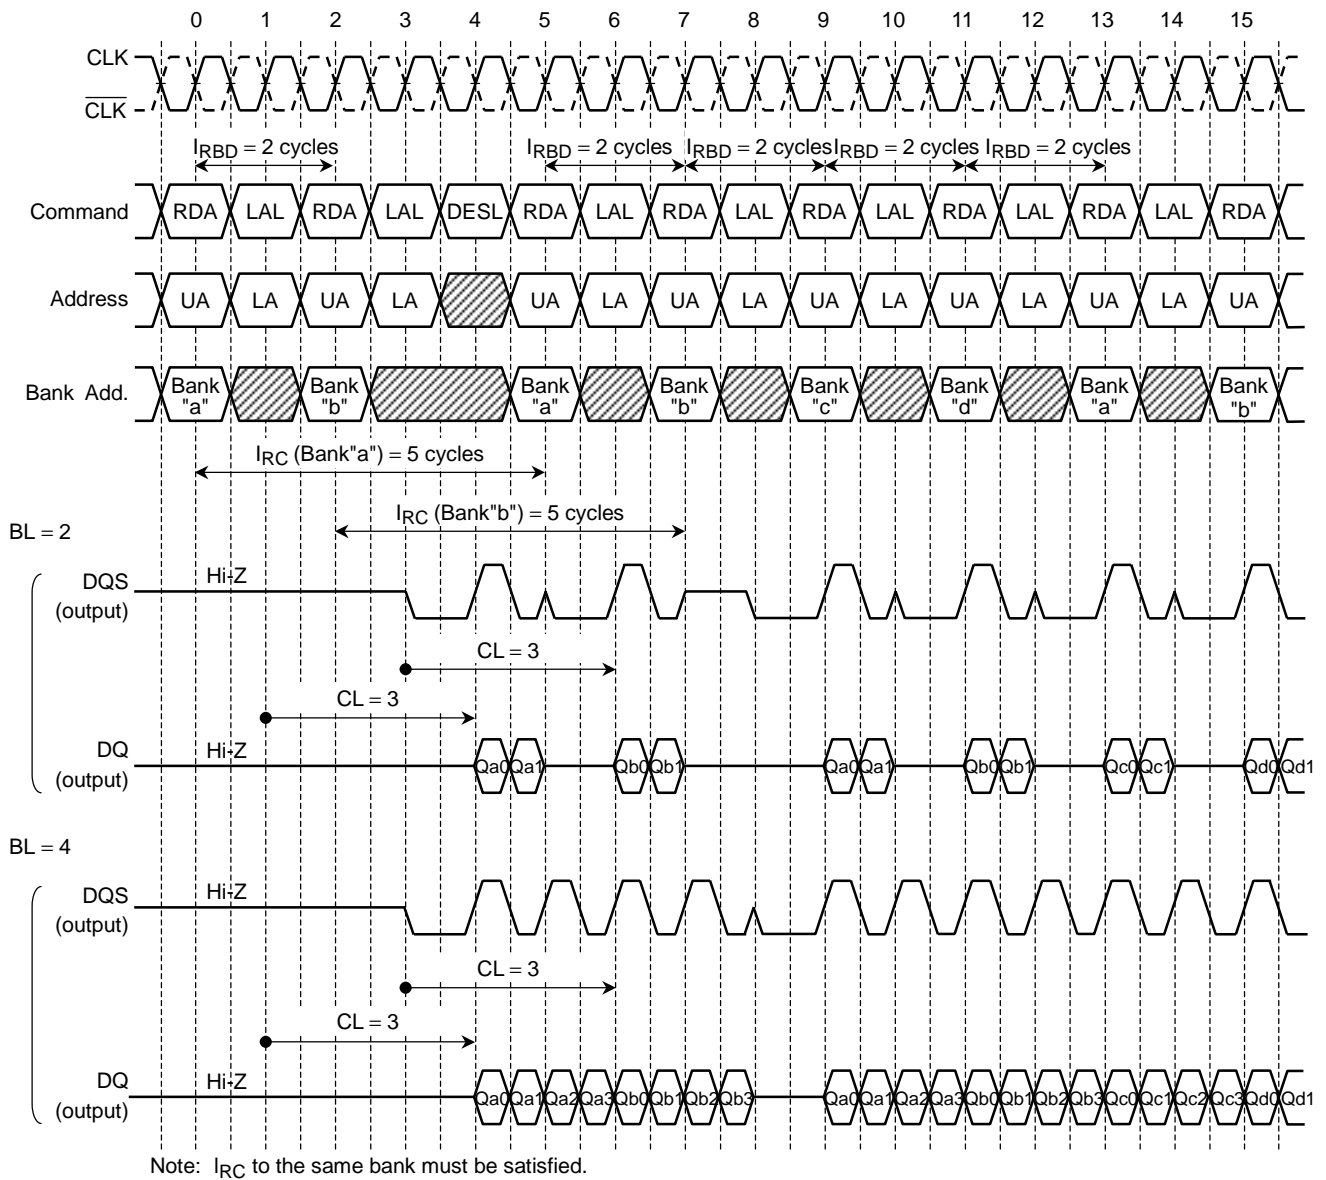 0 1 2 3 4 5 6 7 8 9 10 11 12 13 14 15
CLK
CLK
IRBD = 2 cycles IRBD = 2 cycles IRBD = 2 cycles IRBD = 2 cycles IRBD = 2 cycles
Command RDA LAL RDA LAL DESL RDA LAL RDA LAL RDA LAL RDA LAL RDA LAL RDA
Address UA LA UA LA UA LA UA LA UA LA UA LA UA LA UA
Bank Add. Bank "a" Bank "b" Bank "a" Bank "b" Bank "c" Bank "d" Bank "a" Bank "b"
IRC (Bank"a") = 5 cycles
IRC (Bank"b") = 5 cycles
BL = 2
DQS Hi-Z
(output)
CL = 3
CL = 3
DQ Hi-Z Qa0 Qa1 Qb0 Qb1 Qa0 Qa1 Qb0 Qb1 Qc0 Qc1 Qd0 Qd1
(output)
BL = 4
DQS Hi-Z
(output)
CL = 3
CL = 3
DQ Hi-Z Qa0 Qa1 Qa2 Qa3 Qb0 Qb1 Qb2 Qb3 Qa0 Qa1 Qa2 Qa3 Qb0 Qb1 Qb2 Qb3 Qc0 Qc1 Qc2 Qc3 Qd0 Qd1
(output)
Note: IRC to the same bank must be satisfied.